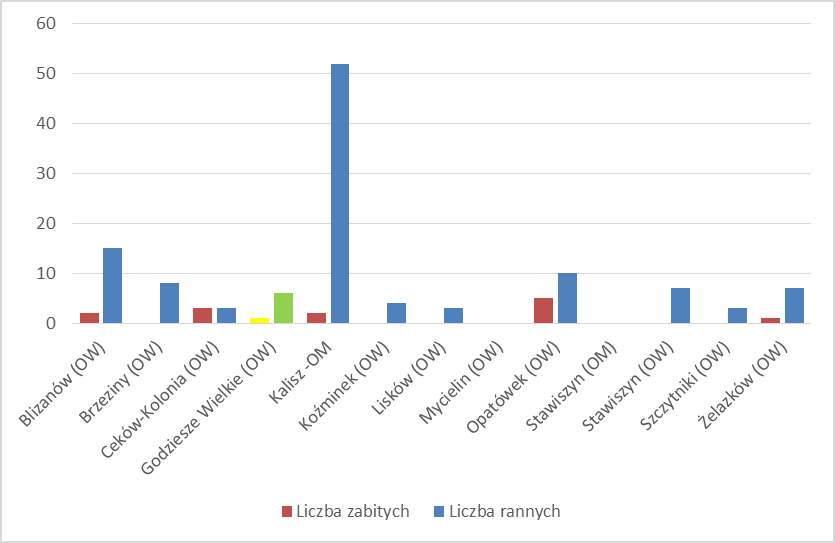 60
50
40
30
20
10
0
Blizanów (OW)
Brzeziny (OW)
Ceków-Kolonia (OW)
Godziesze Wielkie (OW)
Kalisz -OM
Koźminek (OW)
Lisków (OW)
Mycielin (OW)
Opatówek (OW)
Stawiszyn (OM)
Stawiszyn (OW)
Szczytniki (OW)
Żelazków (OW)
Liczba zabitych Liczba rannych